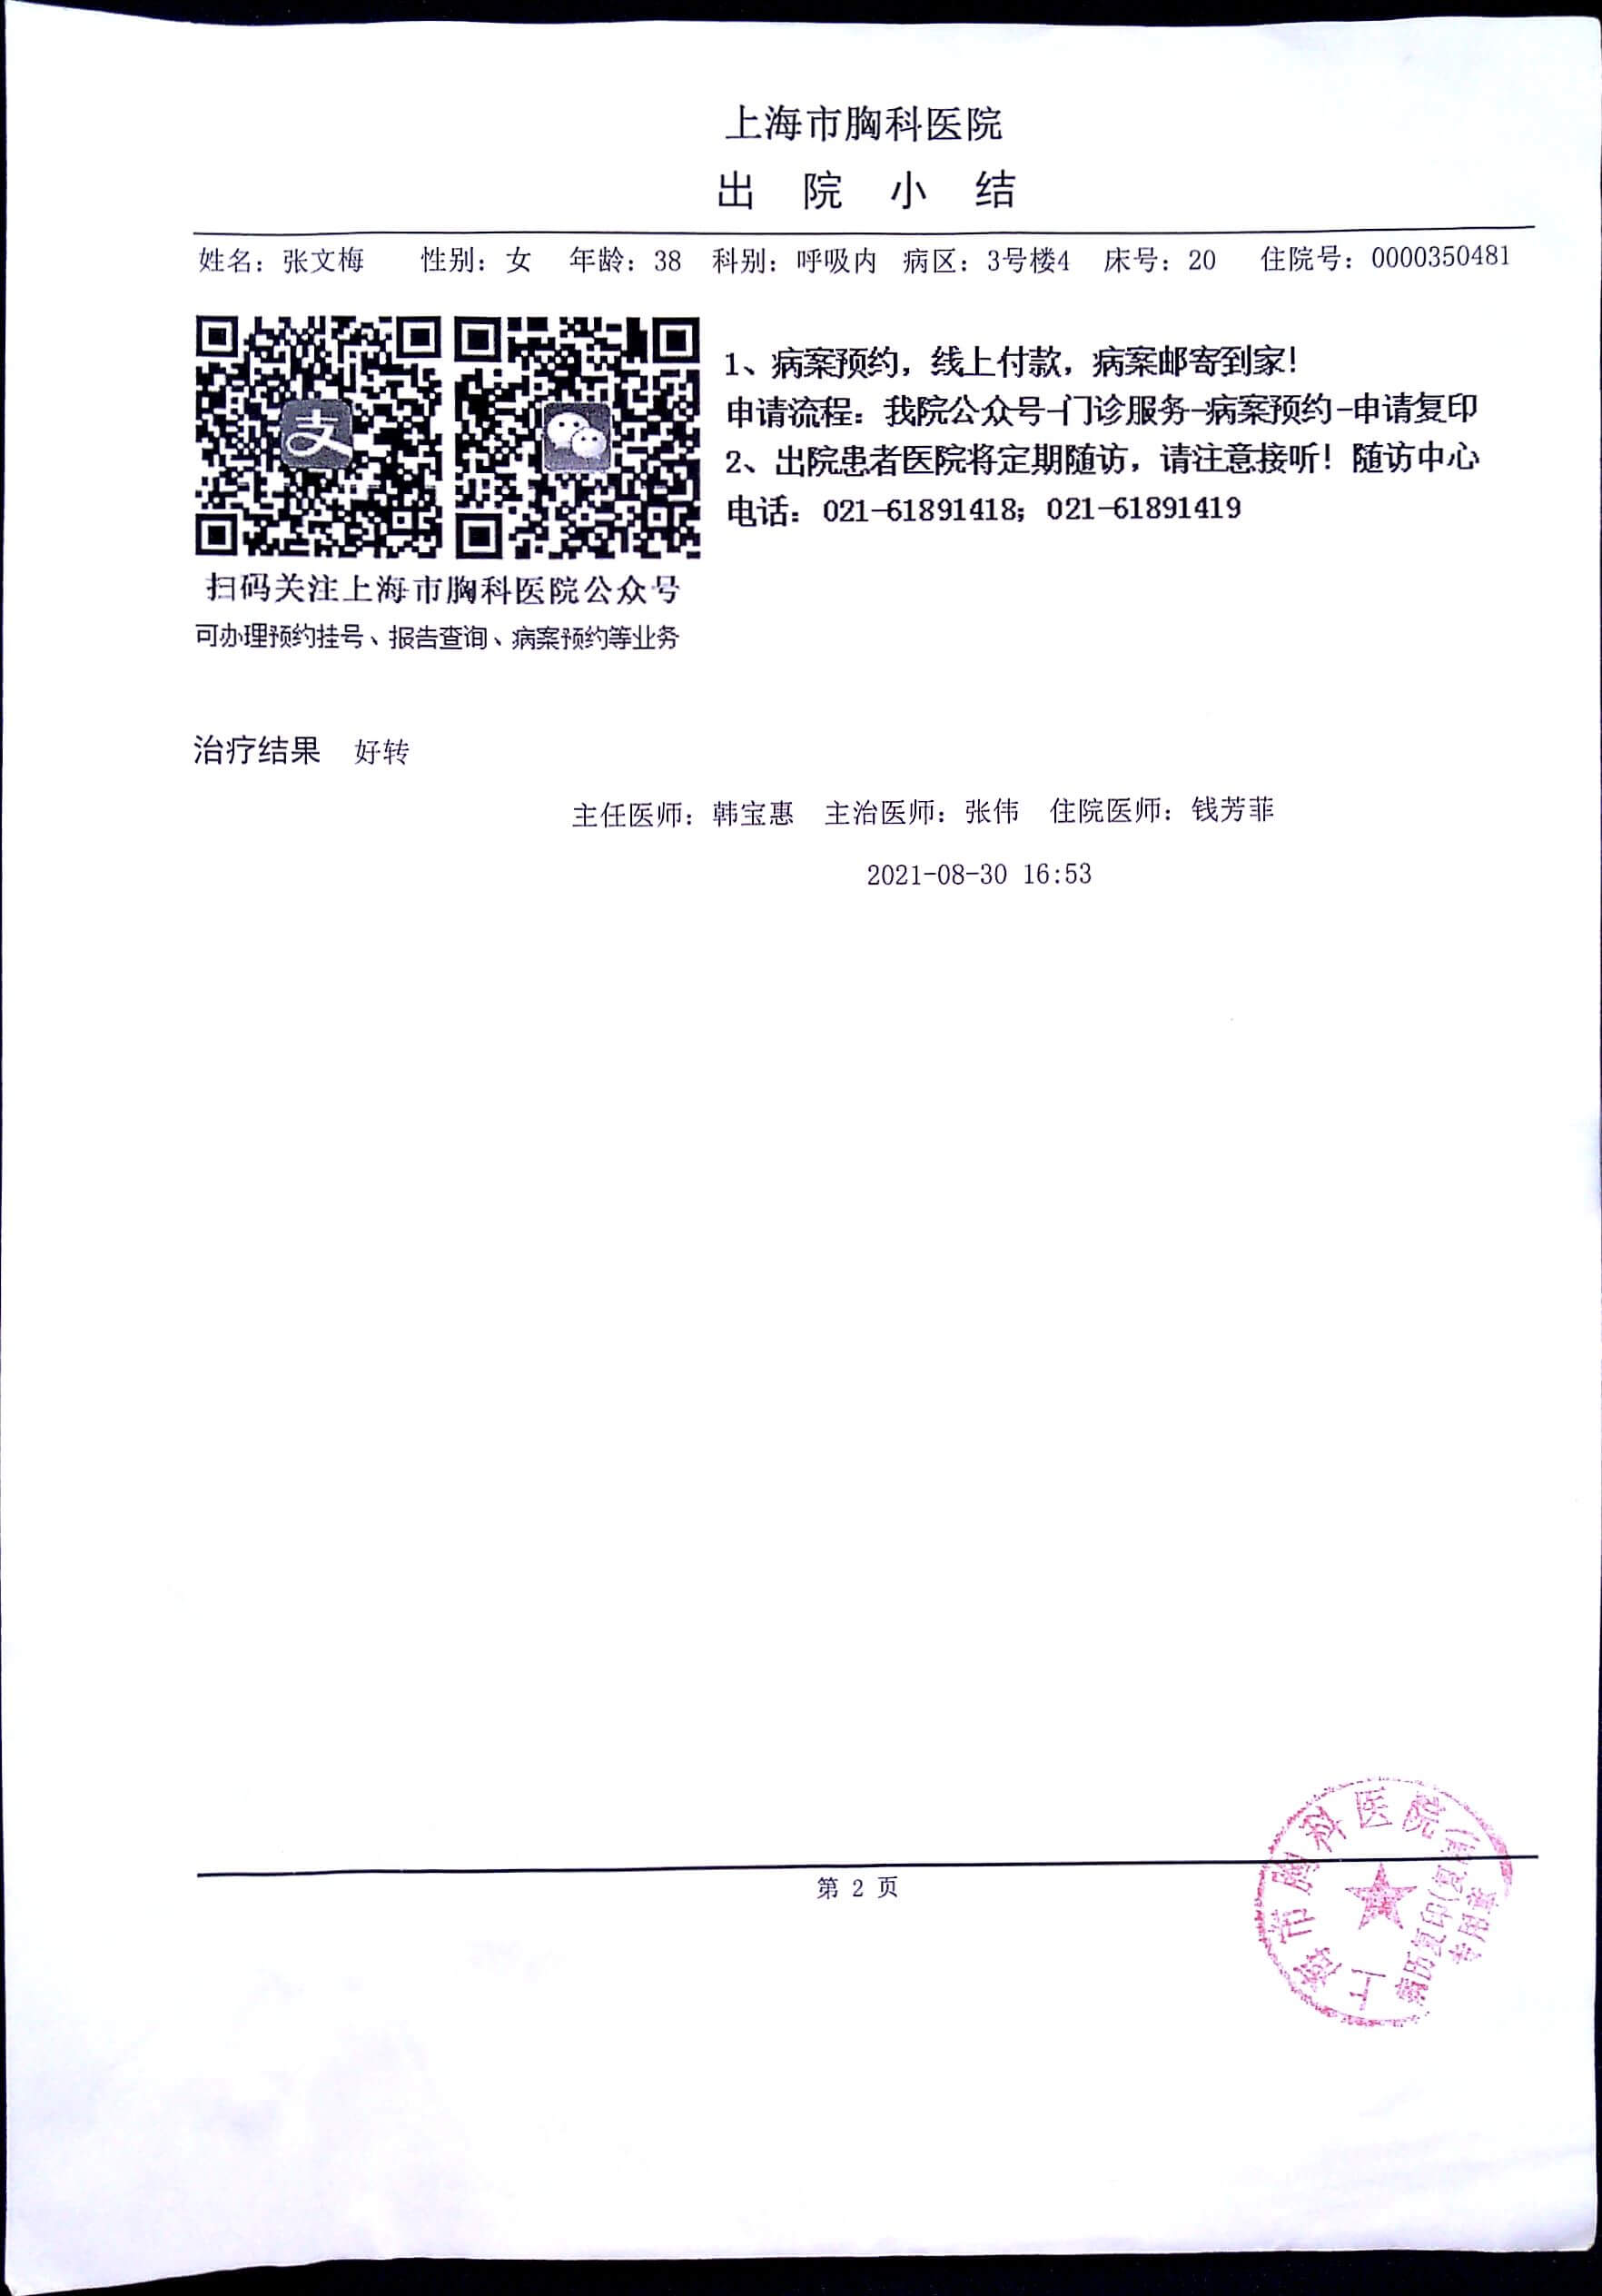 上海市胸科医院
出 院 小 结
姓名：张文梅 性别：女 年龄：38 科别：呼吸内 病区：3号楼4 床号：20 住院号：0000350481
支
1、病案预约，线上付款，病案邮寄到家！
申请流程：我院公众号-门诊服务-病案预约-申请复印
2、出院患者医院将定期随访，请注意接听！随访中心
电话：021-61891418；021-61891419
扫码关注上海市胸科医院公众号
可办理预约挂号、报告查询、病案预约等业务
治疗结果 好转
主任医师：韩宝惠 主治医师：张伟 住院医师：钱芳菲
2021-08-30 16:53
第 2 页
上海市胸科医院
病历复印(复制)
专用章